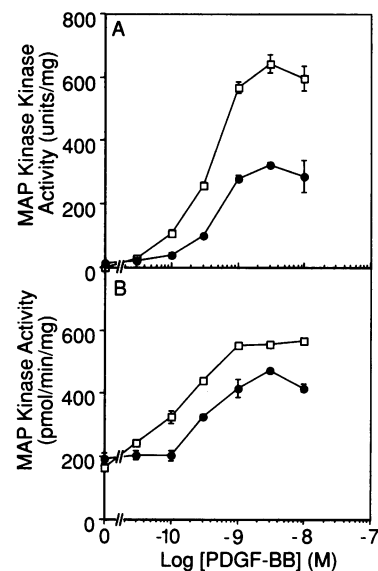 A
800
600
400
200
0
MAP Kinase Kinase
Activity (units/mg)
B
600
400
200
0
MAP Kinase Activity
(pmol/min/mg)
0 -10 -9 -8 -7
Log [PDGF-BB] (M)